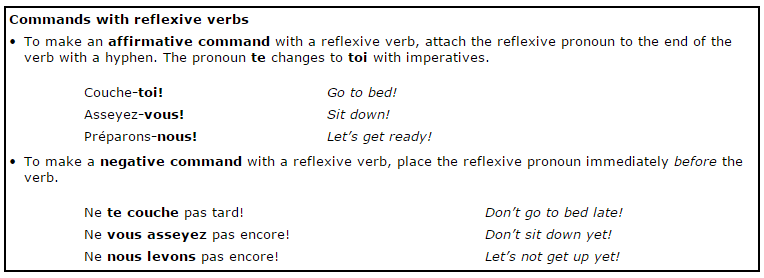 Commands with reflexive verbs
• To make an affirmative command with a reflexive verb, attach the reflexive pronoun to the end of the
verb with a hyphen. The pronoun te changes to toi with imperatives.
Couche-toi! Go to bed!
Asseyez-vous! Sit down!
Préparons-nous! Let's get ready!
• To make a negative command with a reflexive verb, place the reflexive pronoun immediately before the
verb.
Ne te couche pas tard! Don't go to bed late!
Ne vous asseyez pas encore! Don't sit down yet!
Ne nous levons pas encore! Let's not get up yet!